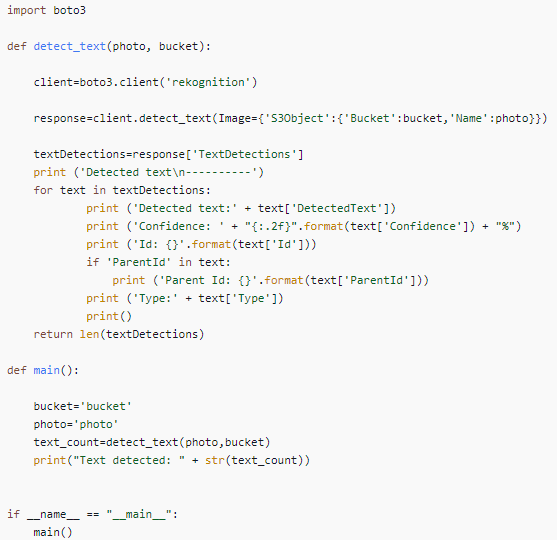 import boto3

def detect_text(photo, bucket):

    client=boto3.client('rekognition')

    response=client.detect_text(Image={'S3Object':{'Bucket':bucket,'Name':photo}})

    textDetections=response['TextDetections']
    print ('Detected text\n----------')
    for text in textDetections:
            print ('Detected text:' + text['DetectedText'])
            print ('Confidence: ' + "{:.2f}".format(text['Confidence']) + "%")
            print ('Id: {}'.format(text['Id']))
            if 'ParentId' in text:
                print ('Parent Id: {}'.format(text['ParentId']))
            print ('Type:' + text['Type'])
            print()
    return len(textDetections)

def main():

    bucket='bucket'
    photo='photo'
    text_count=detect_text(photo,bucket)
    print("Text detected: " + str(text_count))


if __name__ == "__main__":
    main()